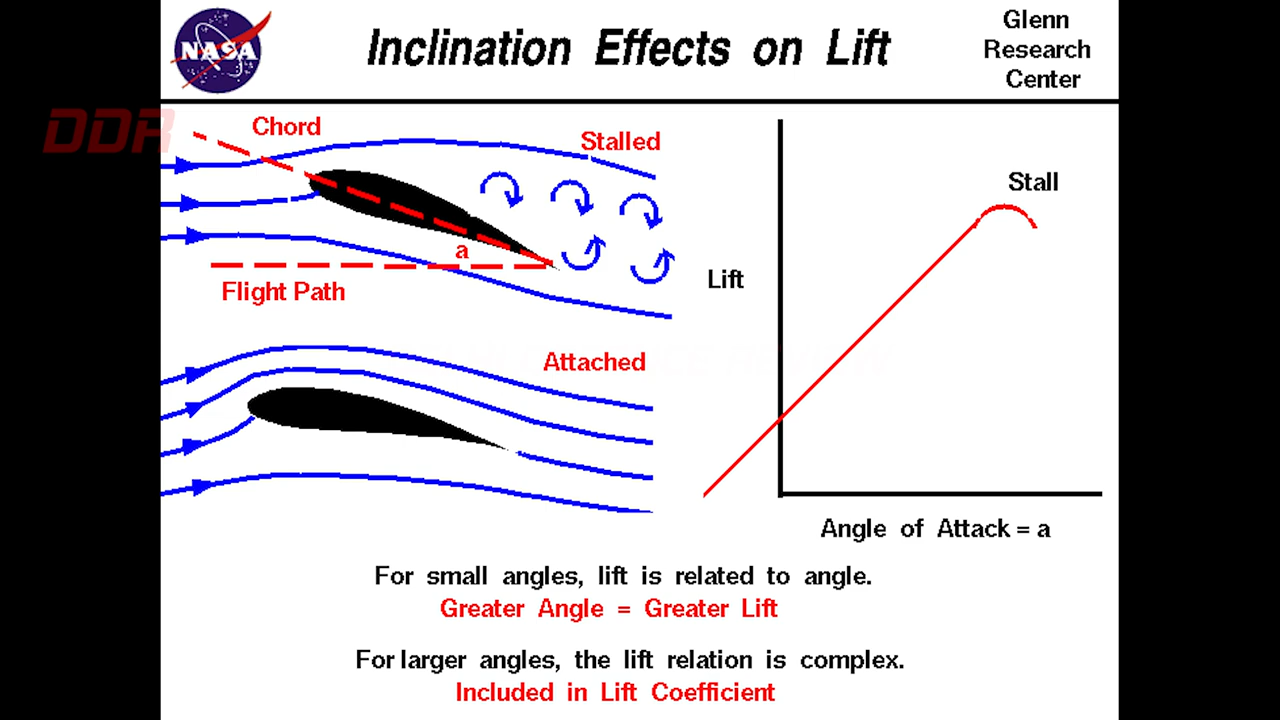 NASA
Inclination Effects on Lift
Glenn
Research
Center
DDR
Chord
Stalled
a
Flight Path
Attached
Stall
Lift
Angle of Attack = a
For small angles, lift is related to angle.
Greater Angle = Greater Lift
For larger angles, the lift relation is complex.
Included in Lift Coefficient